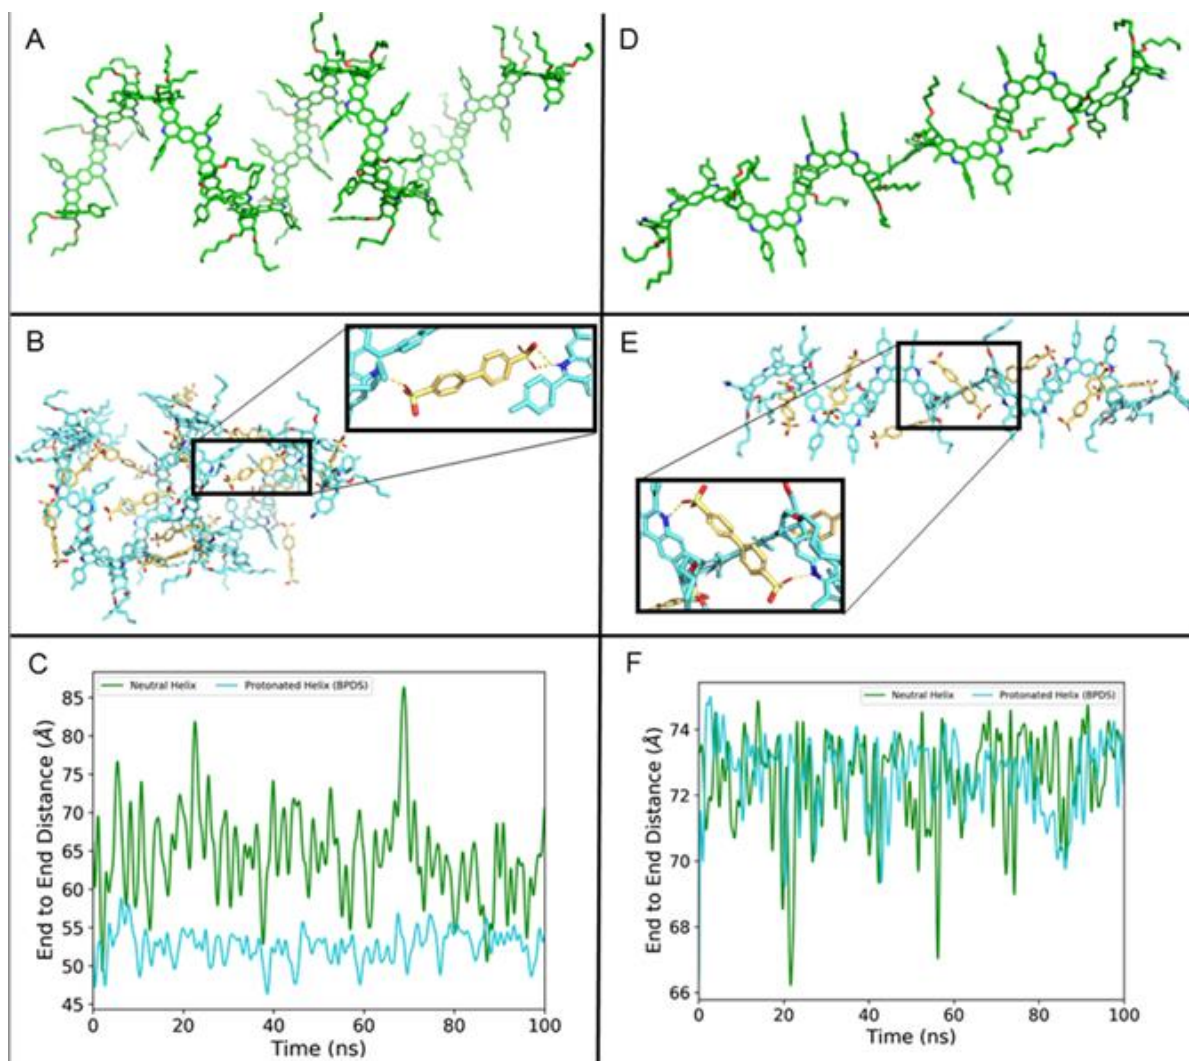 A
D
B
E
C
Neutral Helix
Protonated Helix (BPDS)
End to End Distance (Å)
85
80
75
70
65
60
55
50
45
0
20
40
60
80
100
Time (ns)
F
Neutral Helix
Protonated Helix (BPDS)
End to End Distance (Å)
74
72
70
68
66
0
20
40
60
80
100
Time (ns)